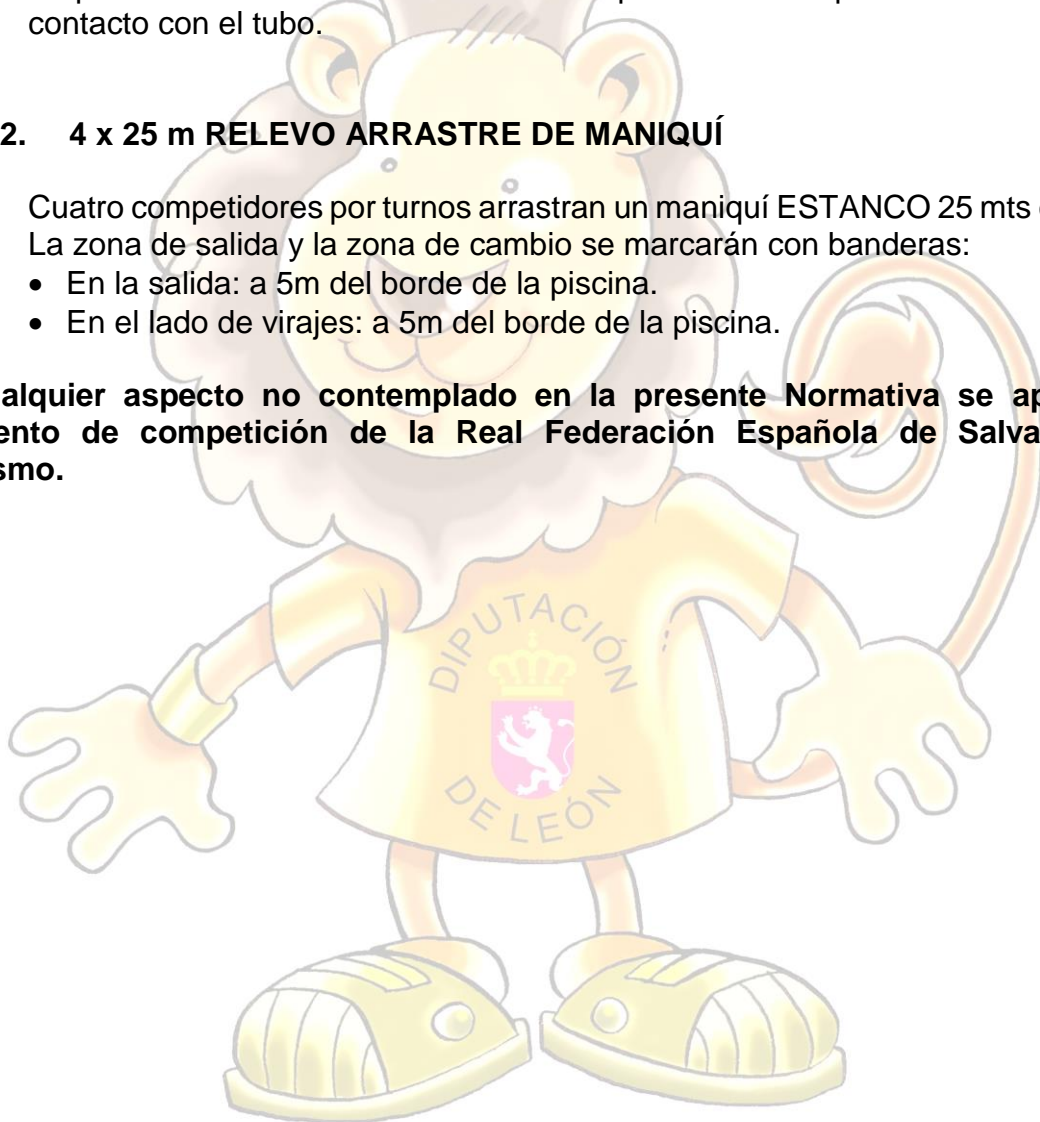 contacto con el tubo.
2. 4 x 25 m RELEVO ARRASTRE DE MANIQUÍ
Cuatro competidores por turnos arrastran un maniquí ESTANCO 25 mts
La zona de salida y la zona de cambio se marcarán con banderas:
• En la salida: a 5m del borde de la piscina.
• En el lado de virajes: a 5m del borde de la piscina.
alquier aspecto no contemplado en la presente Normativa se ap
ento de competición de la Real Federación Española de Salva
smo.
DIPUTACIÓN
DE LEÓN